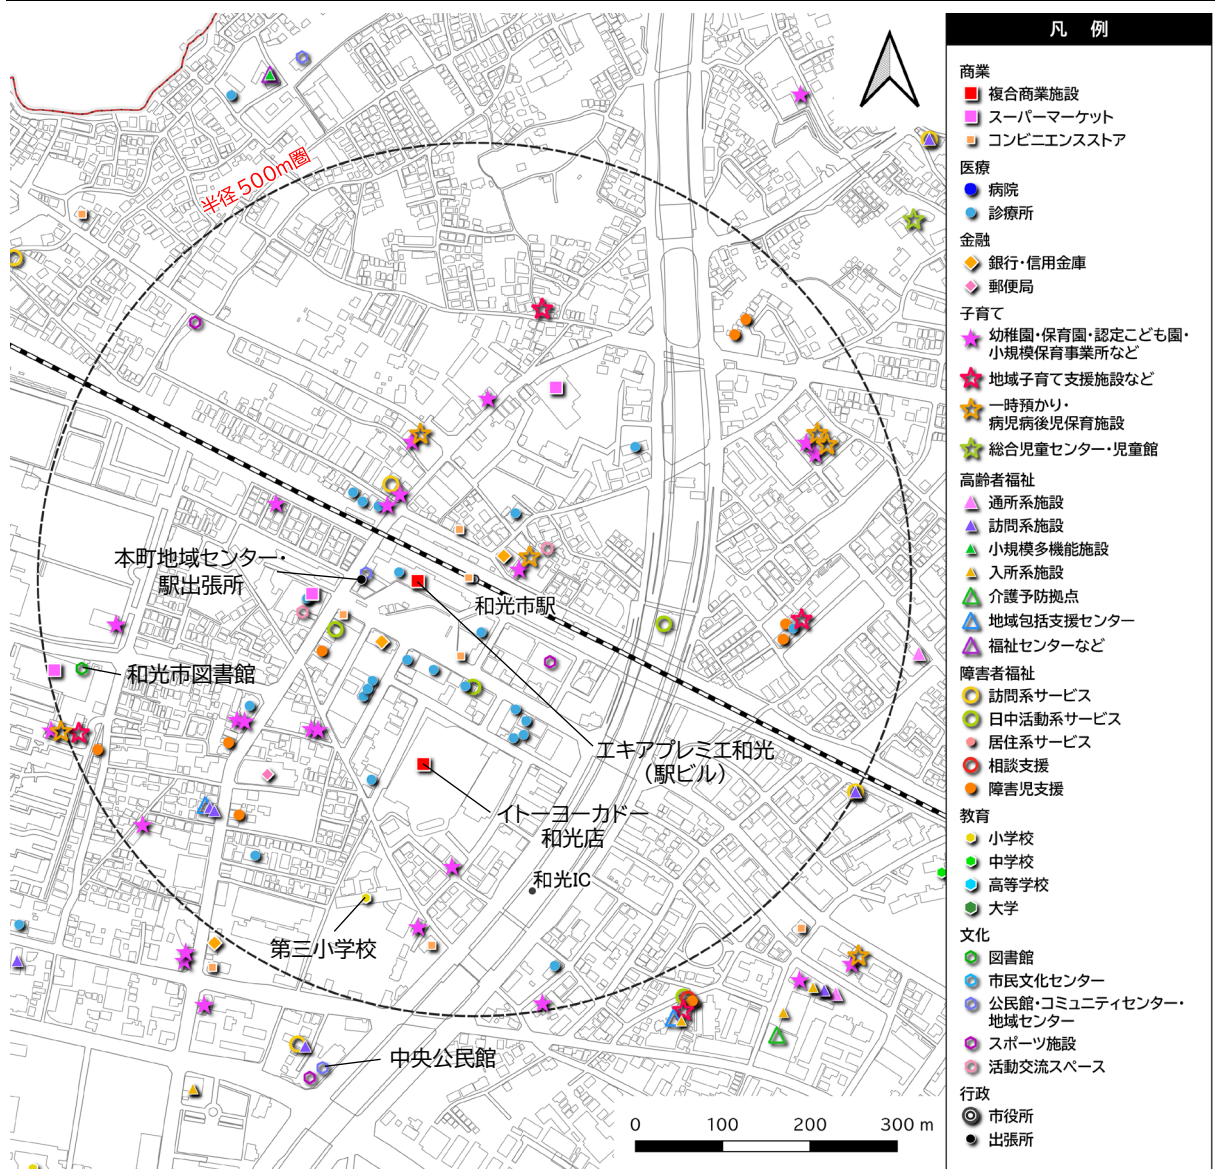 半径500m圏
本町地域センター・
駅出張所
和光市駅
和光市図書館
エキアプレミエ和光
（駅ビル）
イトーヨーカドー
和光店
和光IC
第三小学校
中央公民館
0 100 200 300 m
凡 例
商業
複合商業施設
スーパーマーケット
コンビニエンスストア
医療
病院
診療所
金融
銀行・信用金庫
郵便局
子育て
幼稚園・保育園・認定こども園・
小規模保育事業所など
地域子育て支援施設など
一時預かり・
病児病後児保育施設
総合児童センター・児童館
高齢者福祉
通所系施設
訪問系施設
小規模多機能施設
入所系施設
介護予防拠点
地域包括支援センター
福祉センターなど
障害者福祉
訪問系サービス
日中活動系サービス
居住系サービス
相談支援
障害児支援
教育
小学校
中学校
高等学校
大学
文化
図書館
市民文化センター
公民館・コミュニティセンター・
地域センター
スポーツ施設
活動交流スペース
行政
市役所
出張所